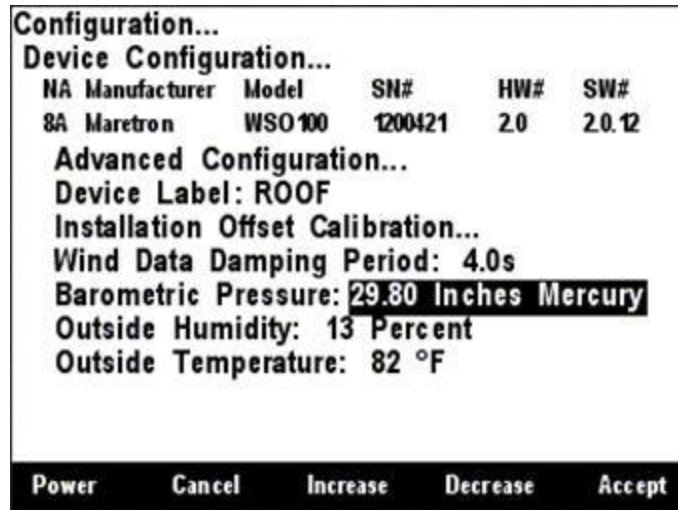 Configuration...
Device Configuration...
NA Manufacturer Model SN# HW# SW#
8A Maretron WSO100 1200421 2.0 2.0.12
Advanced Configuration...
Device Label: ROOF
Installation Offset Calibration...
Wind Data Damping Period: 4.0s
Barometric Pressure: 29.80 Inches Mercury
Outside Humidity: 13 Percent
Outside Temperature: 82 °F
Power Cancel Increase Decrease Accept